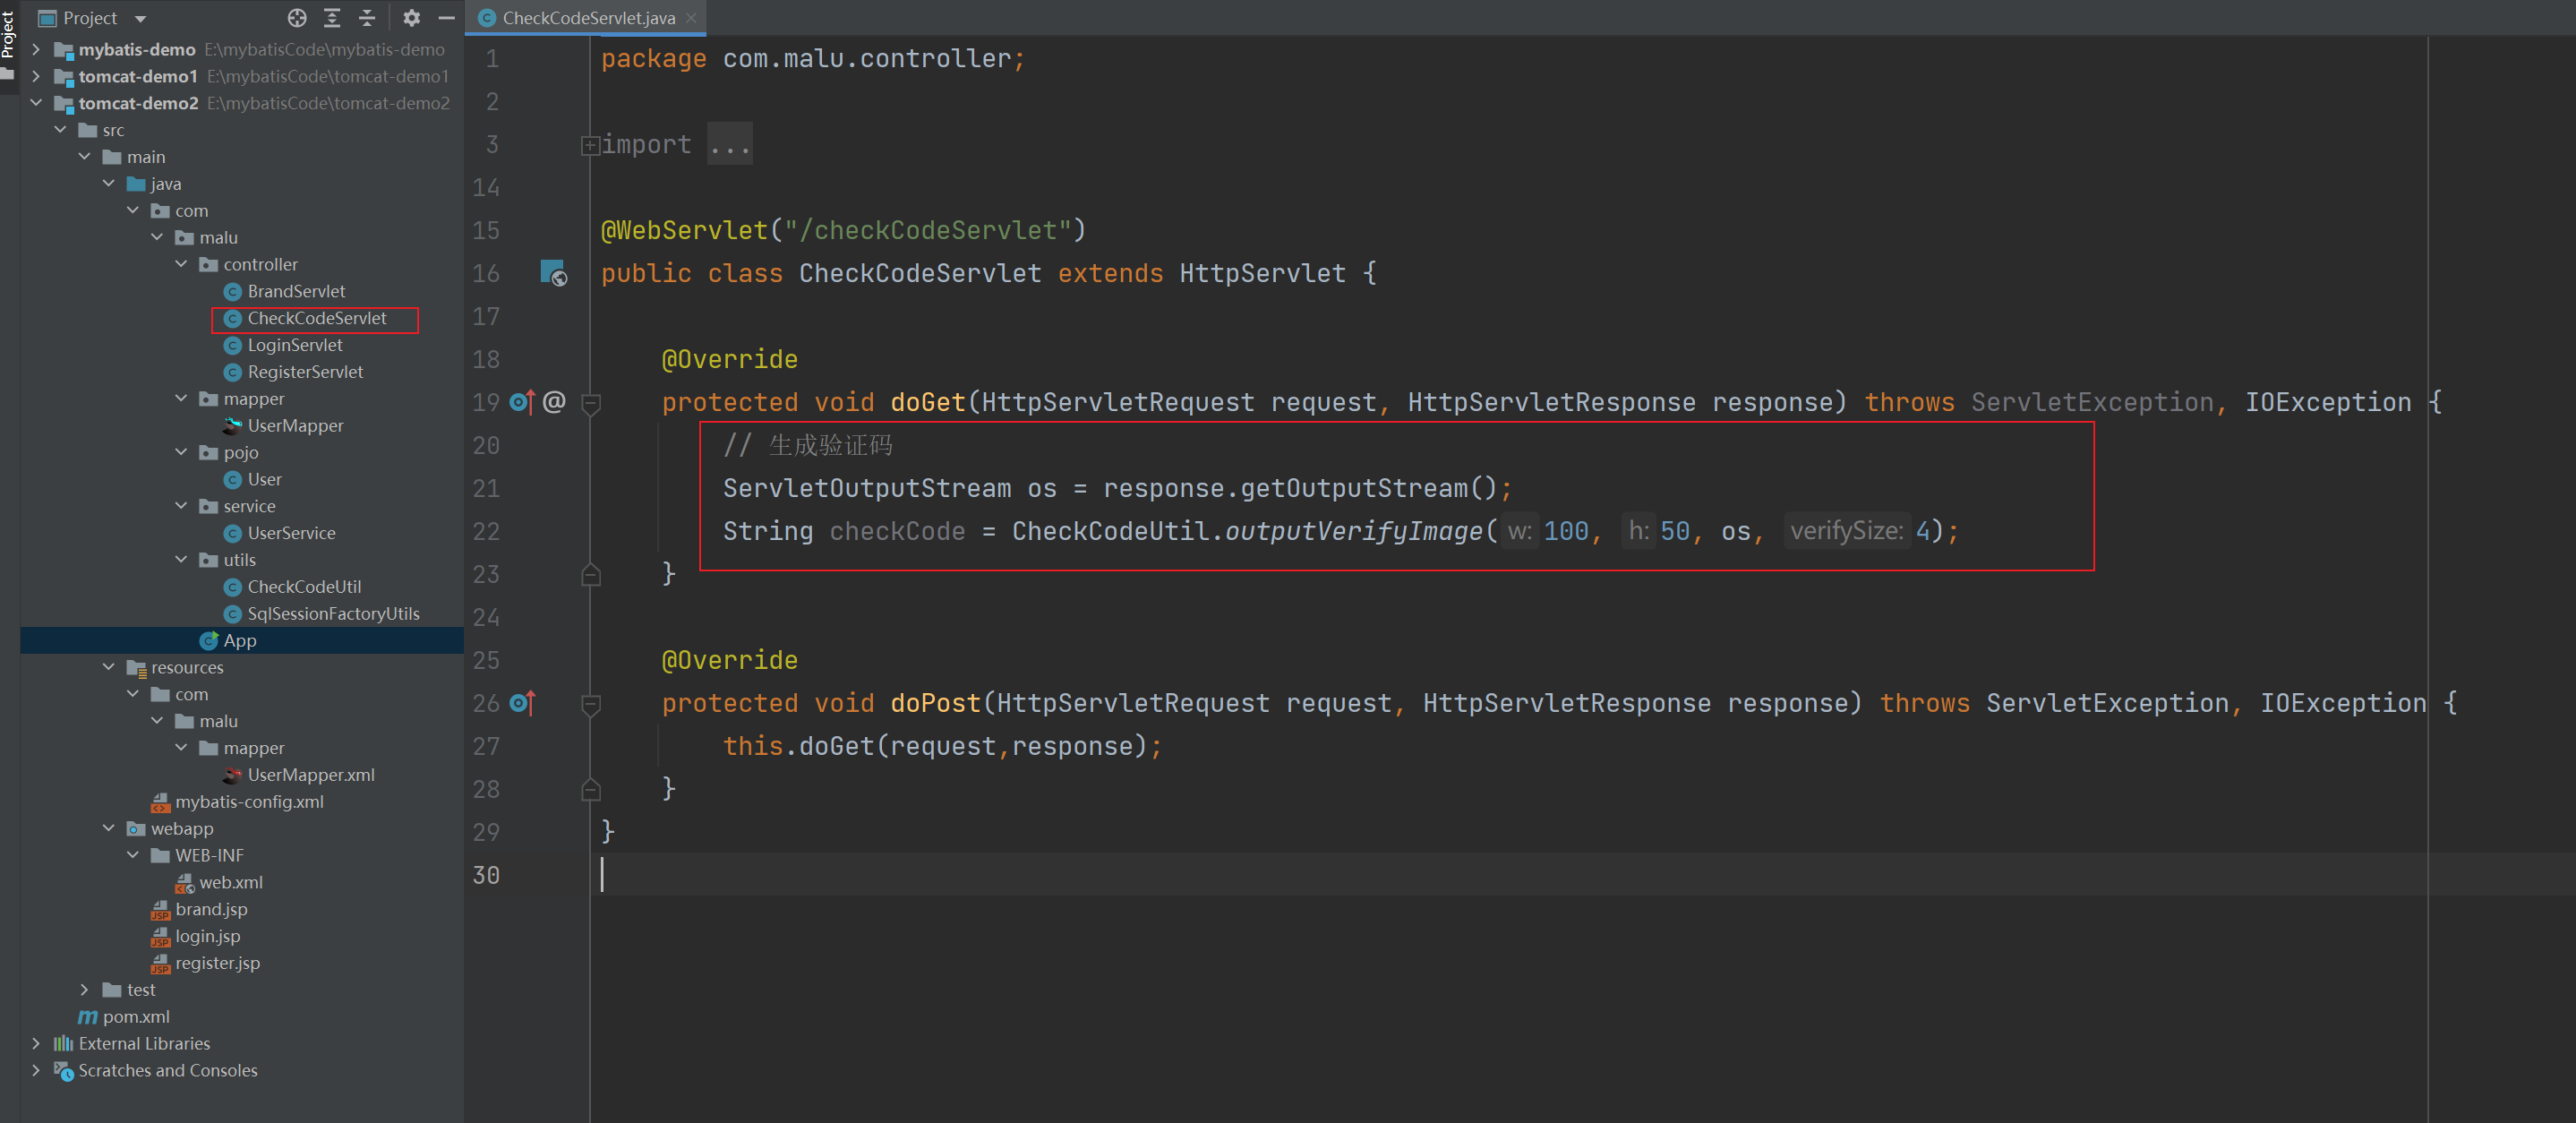 Project
Project
mybatis-demo E:\mybatisCode\mybatis-demo
tomcat-demo1 E:\mybatisCode\tomcat-demo1
tomcat-demo2 E:\mybatisCode\tomcat-demo2
src
main
java
com
malu
controller
BrandServlet
CheckCodeServlet
LoginServlet
RegisterServlet
mapper
UserMapper
pojo
User
service
UserService
utils
CheckCodeUtil
SqlSessionFactoryUtils
App
resources
com
malu
mapper
UserMapper.xml
mybatis-config.xml
webapp
WEB-INF
web.xml
brand.jsp
login.jsp
register.jsp
test
pom.xml
External Libraries
Scratches and Consoles
CheckCodeServlet.java
1 package com.malu.controller;
2
3 import ...
14
15 @WebServlet("/checkCodeServlet")
16 public class CheckCodeServlet extends HttpServlet {
17
18 @Override
19 @ protected void doGet(HttpServletRequest request, HttpServletResponse response) throws ServletException, IOException {
20 // 生成验证码
21 ServletOutputStream os = response.getOutputStream();
22 String checkCode = CheckCodeUtil.outputVerifyImage( w: 100, h: 50, os, verifySize: 4);
23 }
24
25 @Override
26 protected void doPost(HttpServletRequest request, HttpServletResponse response) throws ServletException, IOException {
27 this.doGet(request,response);
28 }
29 }
30